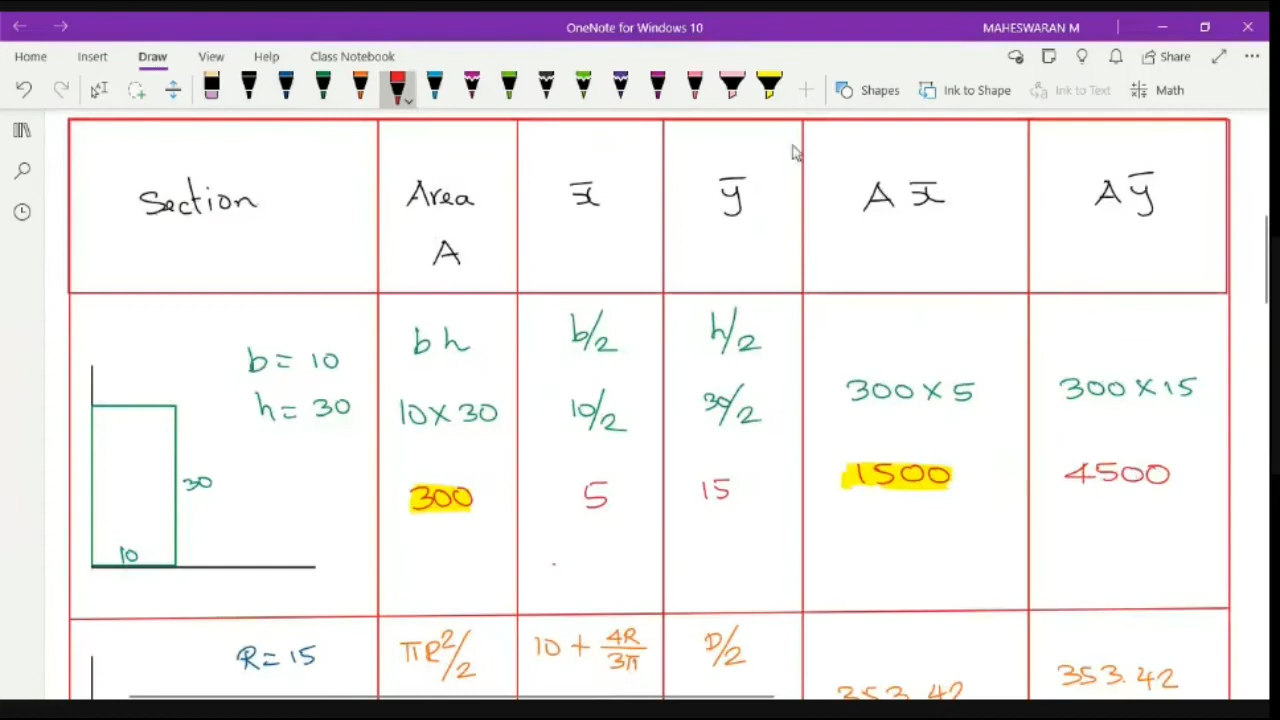 OneNote for Windows 10
MAHESWARAN M
Home Insert Draw View Help Class Notebook
Share
Shapes Ink to Shape Ink to Text Math
Section Area A x̄ ȳ A x̄ A ȳ
b = 10
h = 30
30
10
bh
10 × 30
300
b/2
10/2
5
h/2
30/2
15
300 × 5
1500
300 × 15
4500
R = 15
πR²/2
10 + 4R/3π
D/2
353.42
353.42